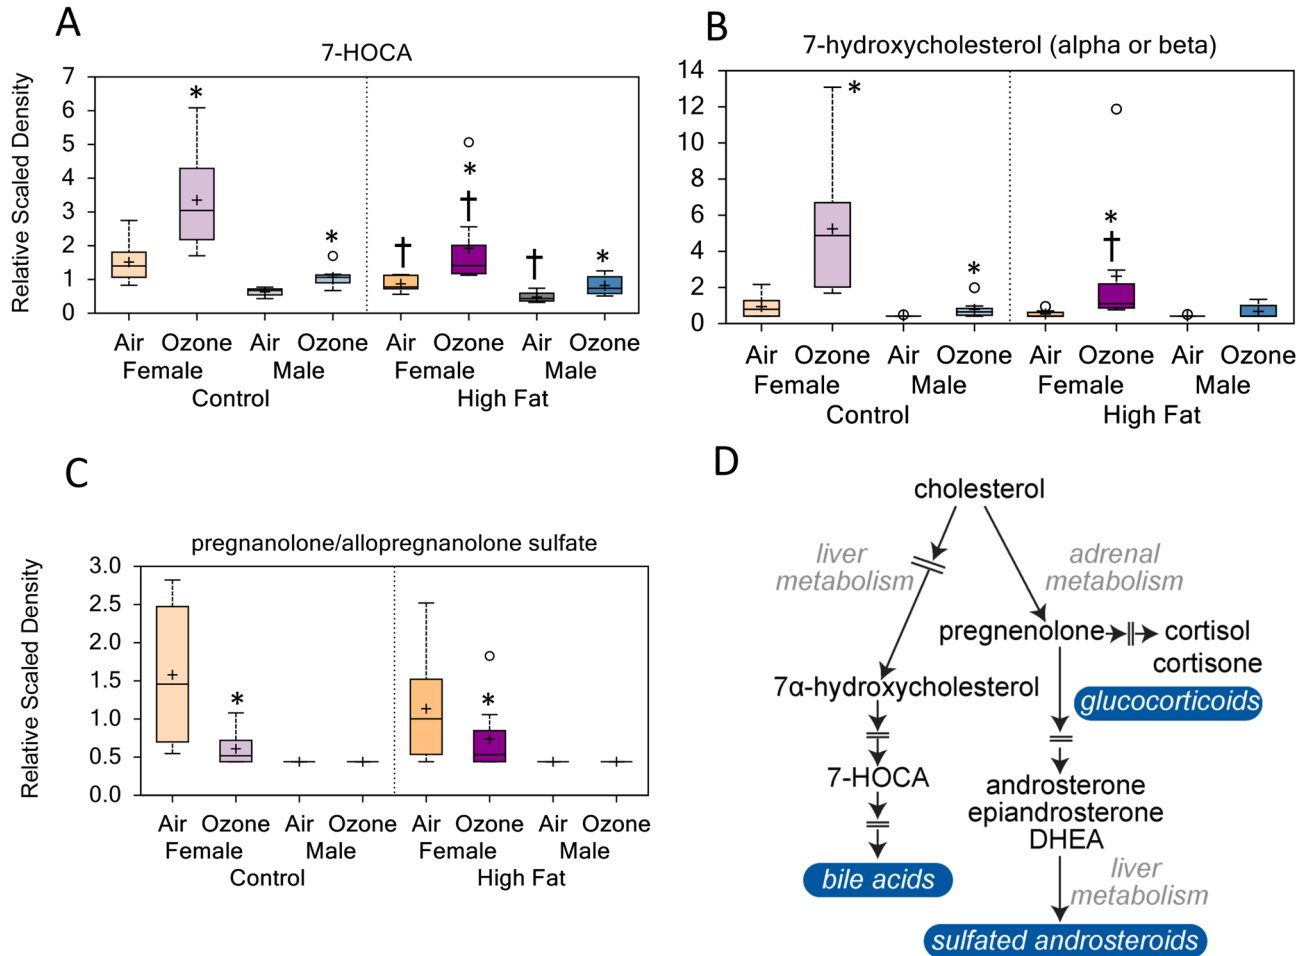 A
7-HOCA
Relative Scaled Density
7
6
5
4
3
2
1
0
* † * † * † *
Air Ozone Air Ozone Air Ozone Air Ozone
Female Male Female Male
Control High Fat
B
7-hydroxycholesterol (alpha or beta)
14
12
10
8
6
4
2
0
* * † * 
Air Ozone Air Ozone Air Ozone Air Ozone
Female Male Female Male
Control High Fat
C
pregnanolone/allopregnanolone sulfate
Relative Scaled Density
3.0
2.5
2.0
1.5
1.0
0.5
0.0
* *
Air Ozone Air Ozone Air Ozone Air Ozone
Female Male Female Male
Control High Fat
D
cholesterol
liver
metabolism
adrenal
metabolism
pregnenolone
cortisol
cortisone
glucocorticoids
7α-hydroxycholesterol
7-HOCA
bile acids
androsterone
epiandrosterone
DHEA
liver
metabolism
sulfated androsteroids